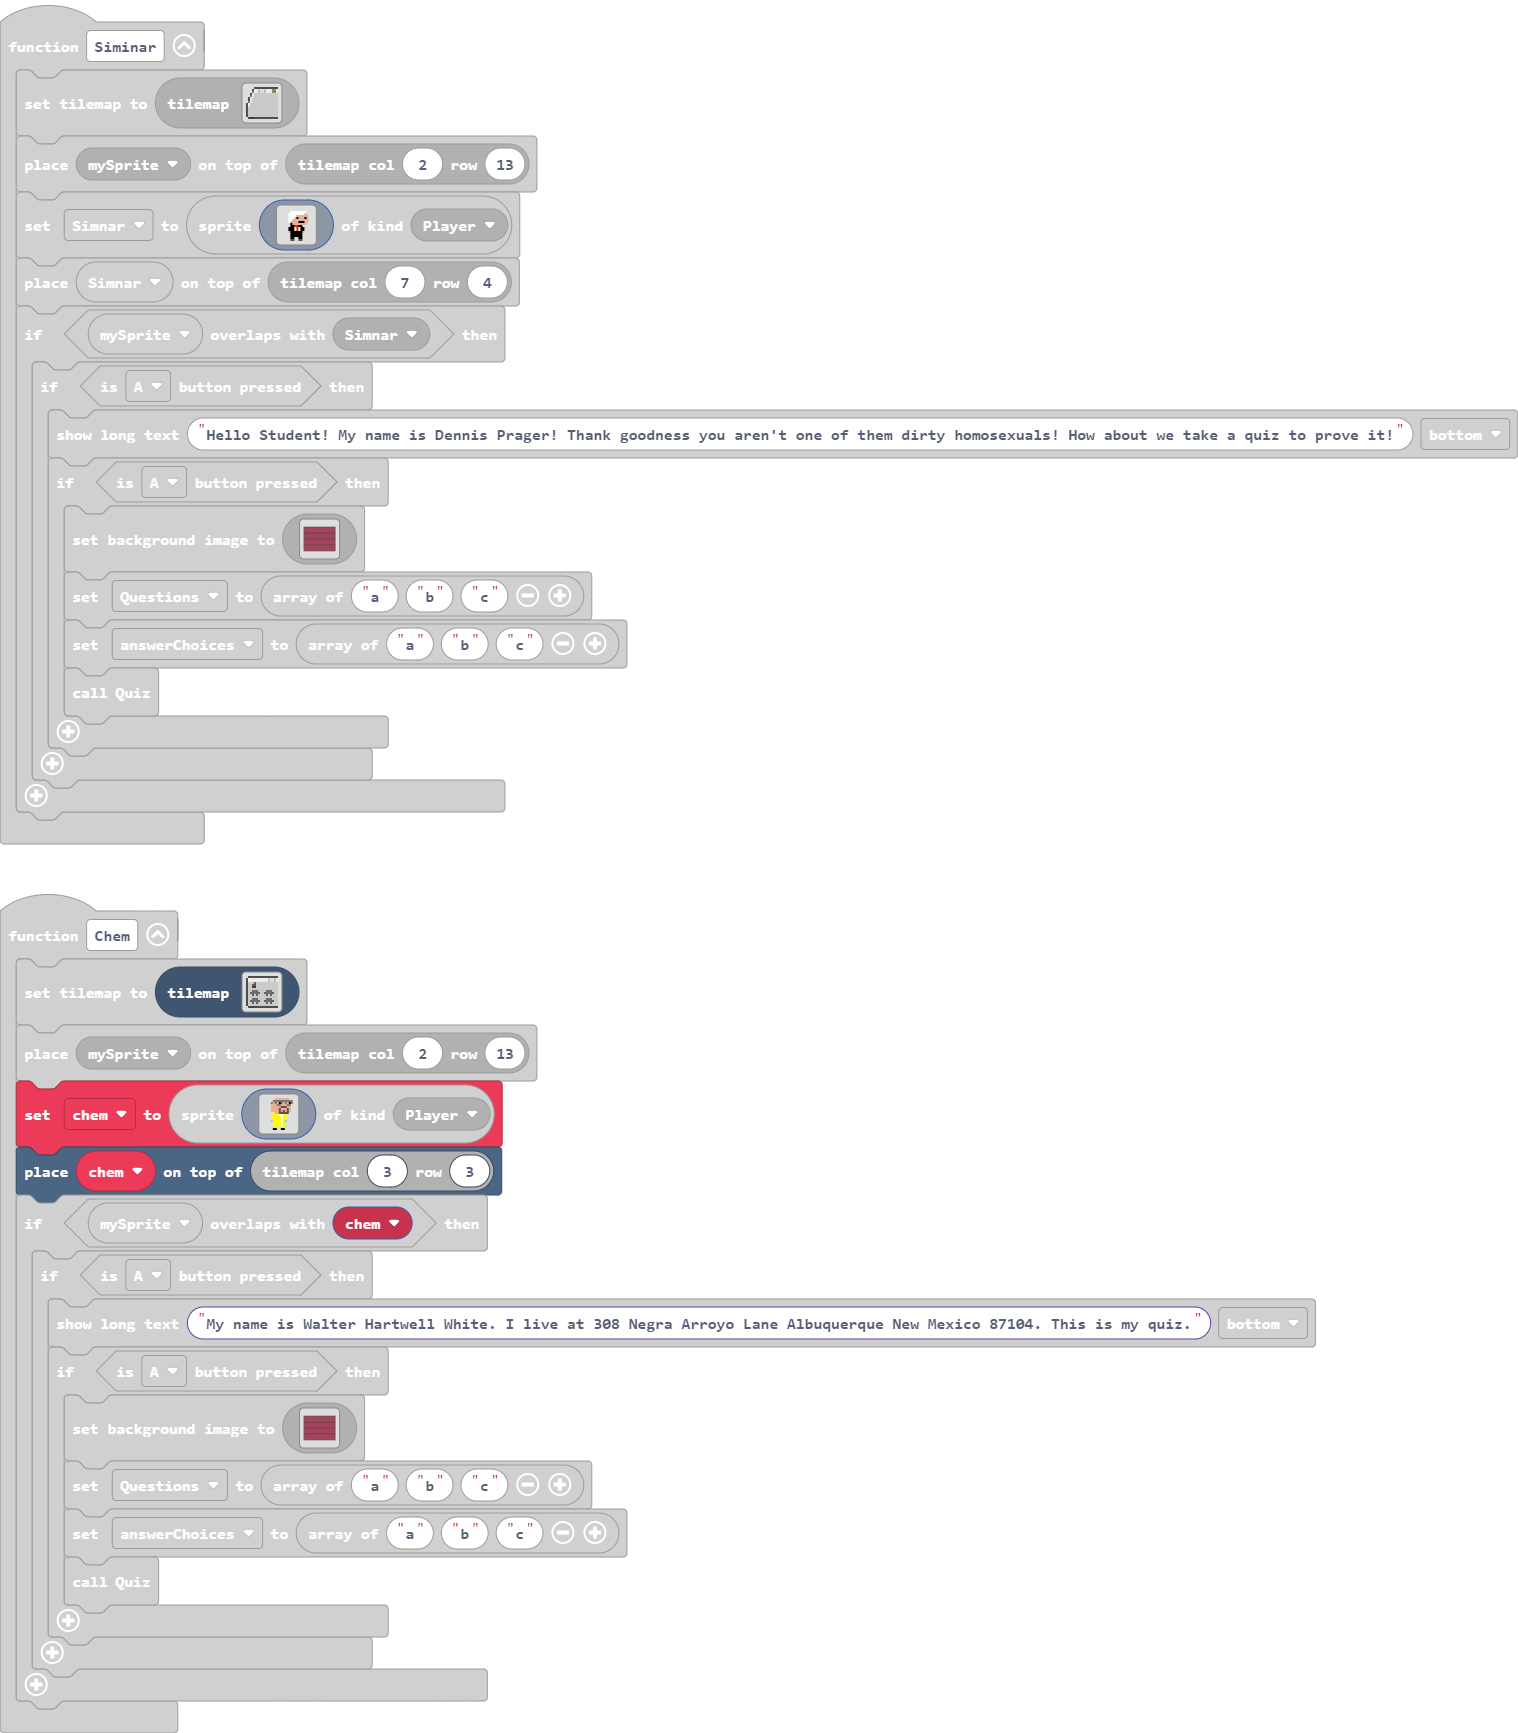 function Siminar
set tilemap to tilemap
place mySprite on top of tilemap col 2 row 13
set Simnar to sprite of kind Player
place Simnar on top of tilemap col 7 row 4
if mySprite overlaps with Simnar then
if is A button pressed then
show long text "Hello Student! My name is Dennis Prager! Thank goodness you aren't one of them dirty homosexuals! How about we take a quiz to prove it!" bottom
if is A button pressed then
set background image to
set Questions to array of "a" "b" "c"
set answerChoices to array of "a" "b" "c"
call Quiz
function Chem
set tilemap to tilemap
place mySprite on top of tilemap col 2 row 13
set chem to sprite of kind Player
place chem on top of tilemap col 3 row 3
if mySprite overlaps with chem then
if is A button pressed then
show long text "My name is Walter Hartwell White. I live at 308 Negra Arroyo Lane Albuquerque New Mexico 87104. This is my quiz." bottom
if is A button pressed then
set background image to
set Questions to array of "a" "b" "c"
set answerChoices to array of "a" "b" "c"
call Quiz